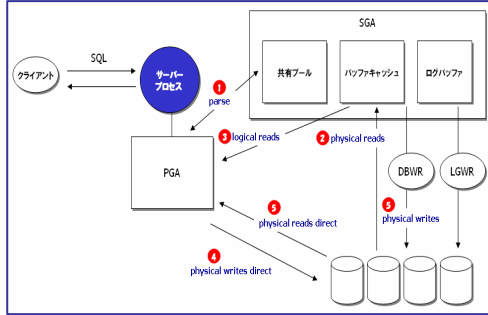 SGA
SQL
クライアント
サーバー
プロセス
共有プール
バッファキャッシュ
ログバッファ
1
parse
3 logical reads
2 physical reads
PGA
DBWR
LGWR
5
physical reads direct
5
physical writes
4
physical writes direct